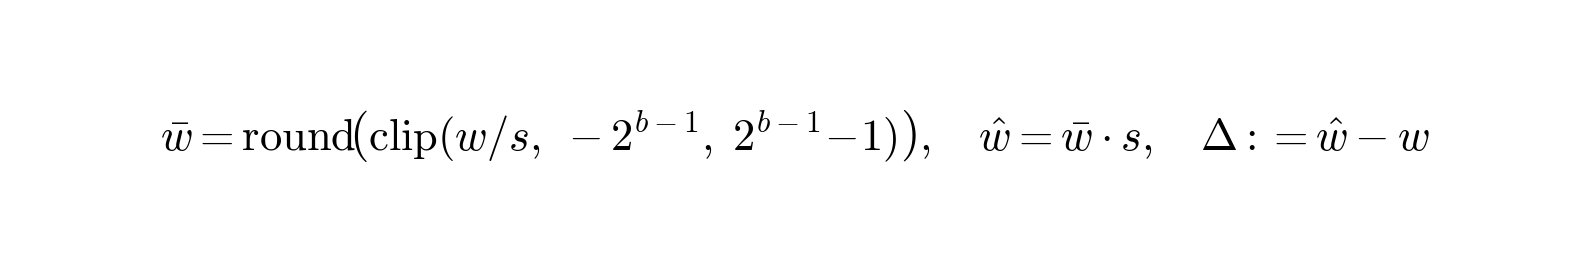 w̄ = round(clip(w/s, −2^{b−1}, 2^{b−1}−1)), ŵ = w̄ · s, Δ := ŵ − w